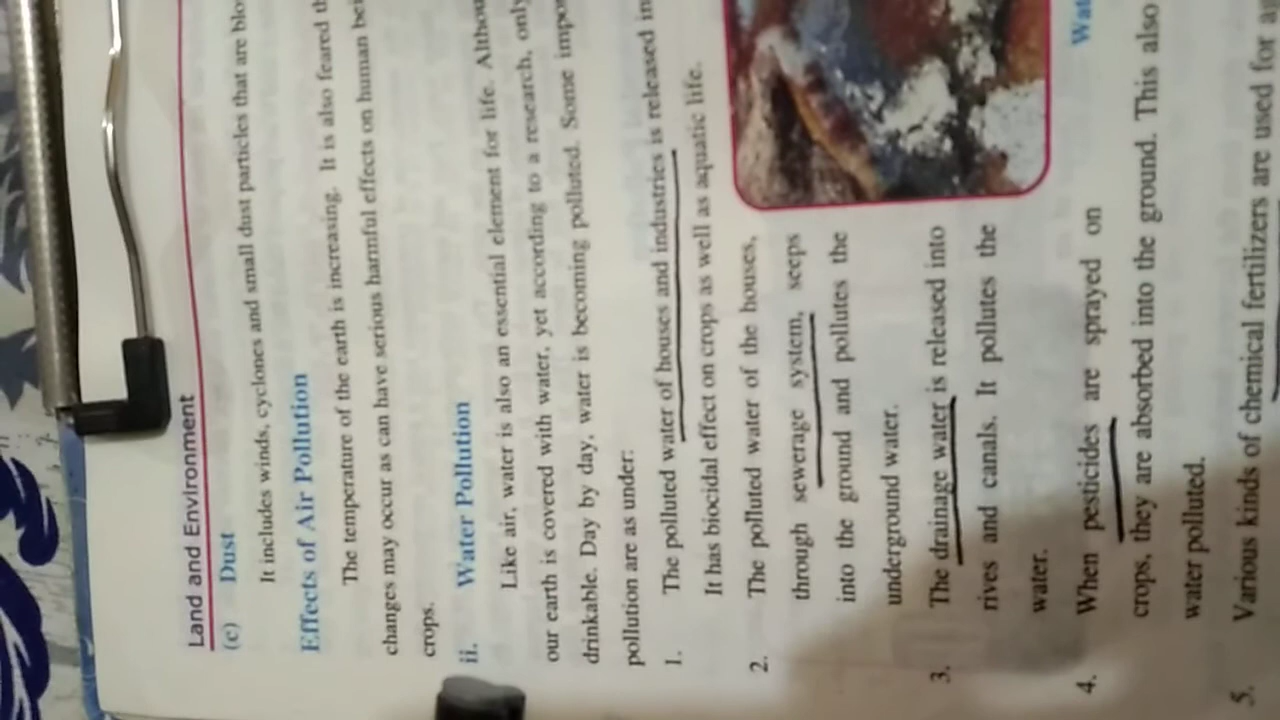 Land and Environment
(c) Dust
It includes winds, cyclones and small dust particles that are
Effects of Air Pollution
The temperature of the earth is increasing. It is also feared
changes may occur as can have serious harmful effects on human
crops.
ii. Water Pollution
Like air, water is also an essential element for life.
our earth is covered with water, yet according to a research, only
drinkable. Day by day, water is becoming polluted. Some
pollution are as under:
1. The polluted water of houses and industries is released
It has biocidal effect on crops as well as aquatic life.
2. The polluted water of the houses,
through sewerage system, seeps
into the ground and pollutes the
underground water.
3. The drainage water is released into
rives and canals. It pollutes the
water.
4. When pesticides are sprayed on
crops, they are absorbed into the ground. This also
water polluted.
5. Various kinds of chemical fertilizers are used for